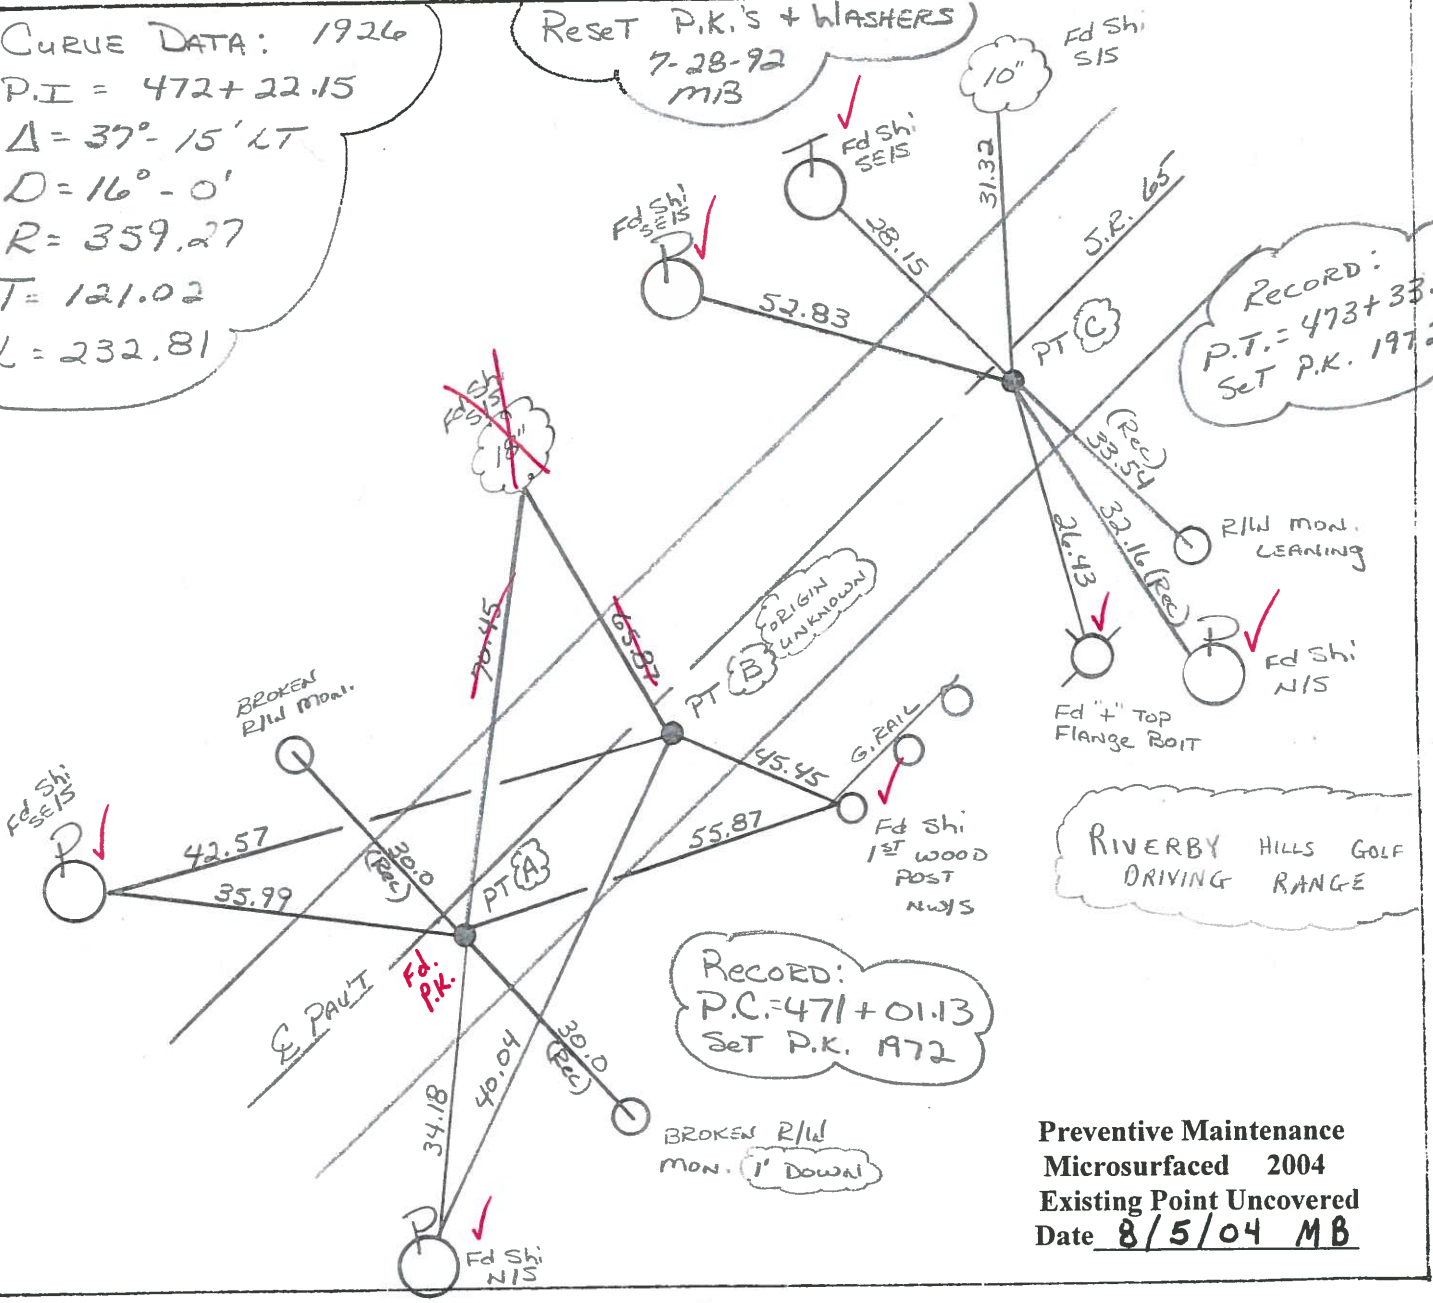 CURVE DATA: 1926
P.I = 472+22.15
Δ = 37°-15' LT
D = 16°-0'
R = 359.27
T = 121.02
L = 232.81
Reset P.K.'s + WASHERS
7-28-92
MB
10"
Fd Shi
S/S
31.32
T
Fd Shi
SE/S
28.15
Fd Shi
SE/S
P
52.83
S.R. 65
PT C
RECORD:
P.T. = 473+33.
SET P.K. 197
Fd Shi
S/S
18"
70.45
65.87
(Rec)
33.54
R/W MON.
LEANING
32.16 (Rec)
26.43
P
Fd Shi
N/S
Fd "+" TOP
FLANGE BOLT
PT B
ORIGIN
UNKNOWN
BROKEN
R/W MON.
G. RAIL
45.45
55.87
Fd Shi
1ST WOOD
POST
NW/S
RIVERBY HILLS GOLF
DRIVING RANGE
Fd Shi
SE/S
P
42.57
35.99
30.0
(Rec)
PT A
Fd.
P.K.
℄ PAV'T
RECORD:
P.C. = 471+01.13
SET P.K. 1972
34.18
40.04
30.0
(Rec)
BROKEN R/W
MON. 1' DOWN
P
Fd Shi
N/S
Preventive Maintenance
Microsurfaced 2004
Existing Point Uncovered
Date 8/5/04 MB